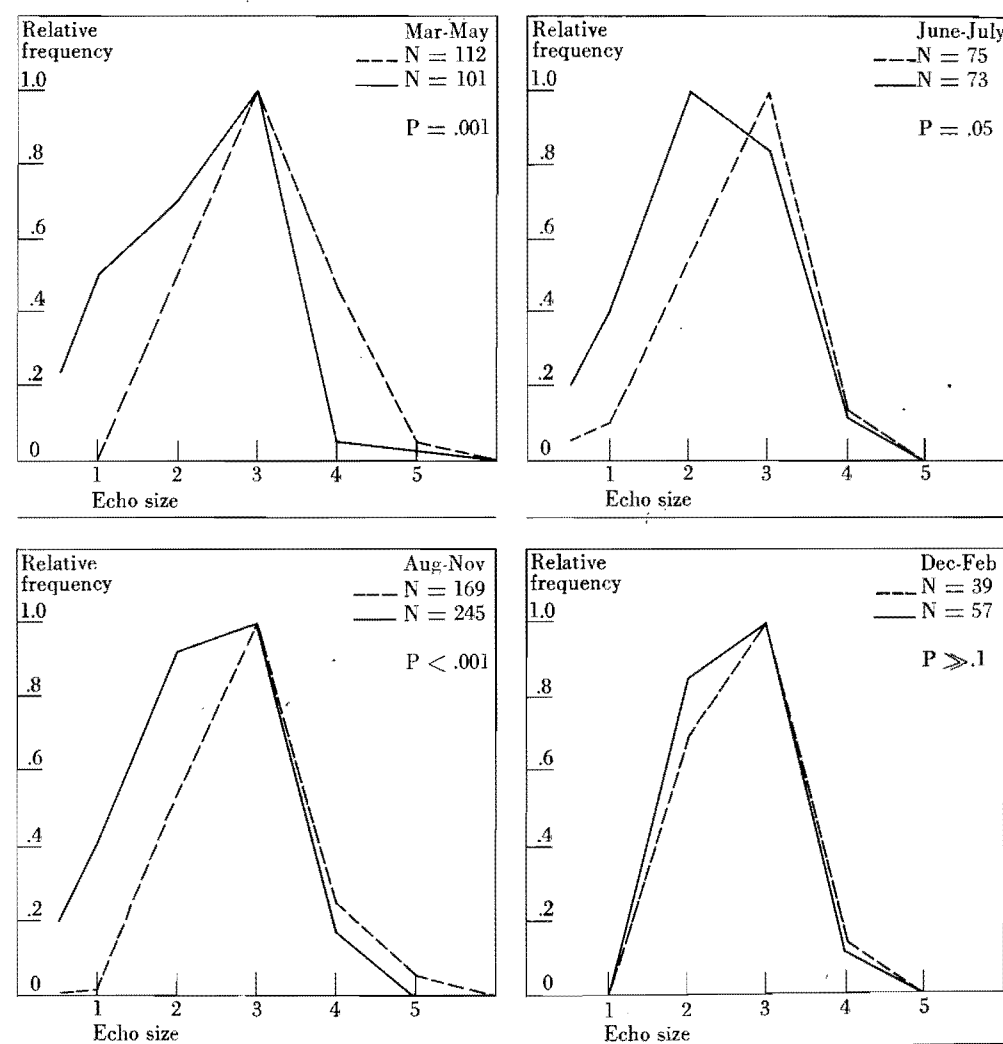 Relative Mar-May
frequency --- N = 112
1.0 — N = 101
P = .001
.8
.6
.4
.2
0
1 2 3 4 5
Echo size
Relative June-July
frequency --- N = 75
1.0 — N = 73
P = .05
.8
.6
.4
.2
0
1 2 3 4 5
Echo size
Relative Aug-Nov
frequency --- N = 169
1.0 — N = 245
P < .001
.8
.6
.4
.2
0
1 2 3 4 5
Echo size
Relative Dec-Feb
frequency --- N = 39
1.0 — N = 57
P ≫ .1
.8
.6
.4
.2
0
1 2 3 4 5
Echo size